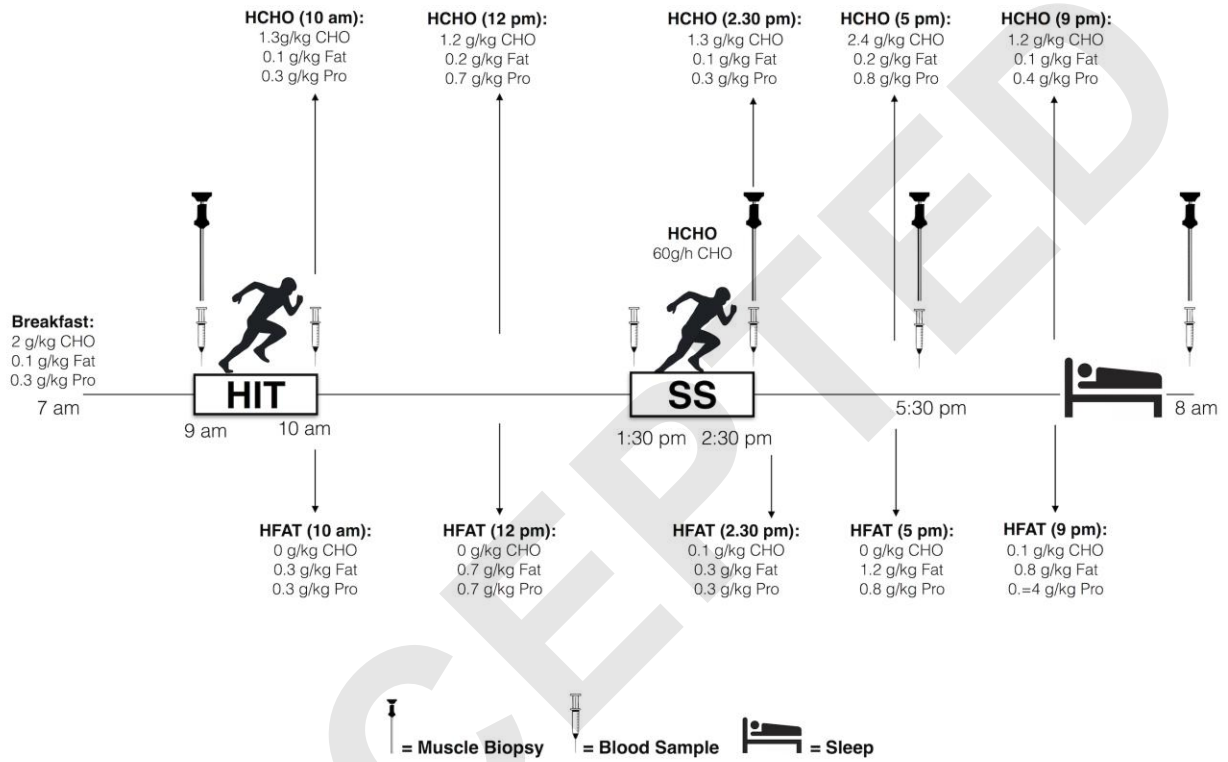 HCHO (10 am):
1.3g/kg CHO
0.1 g/kg Fat
0.3 g/kg Pro
HCHO (12 pm):
1.2 g/kg CHO
0.2 g/kg Fat
0.7 g/kg Pro
HCHO (2.30 pm):
1.3 g/kg CHO
0.1 g/kg Fat
0.3 g/kg Pro
HCHO (5 pm):
2.4 g/kg CHO
0.2 g/kg Fat
0.8 g/kg Pro
HCHO (9 pm):
1.2 g/kg CHO
0.1 g/kg Fat
0.4 g/kg Pro
HCHO
60g/h CHO
Breakfast:
2 g/kg CHO
0.1 g/kg Fat
0.3 g/kg Pro
7 am
HIT
9 am
10 am
SS
1:30 pm
2:30 pm
5:30 pm
8 am
HFAT (10 am):
0 g/kg CHO
0.3 g/kg Fat
0.3 g/kg Pro
HFAT (12 pm):
0 g/kg CHO
0.7 g/kg Fat
0.7 g/kg Pro
HFAT (2.30 pm):
0.1 g/kg CHO
0.3 g/kg Fat
0.3 g/kg Pro
HFAT (5 pm):
0 g/kg CHO
1.2 g/kg Fat
0.8 g/kg Pro
HFAT (9 pm):
0.1 g/kg CHO
0.8 g/kg Fat
0.=4 g/kg Pro
= Muscle Biopsy
= Blood Sample
= Sleep
CEPTED